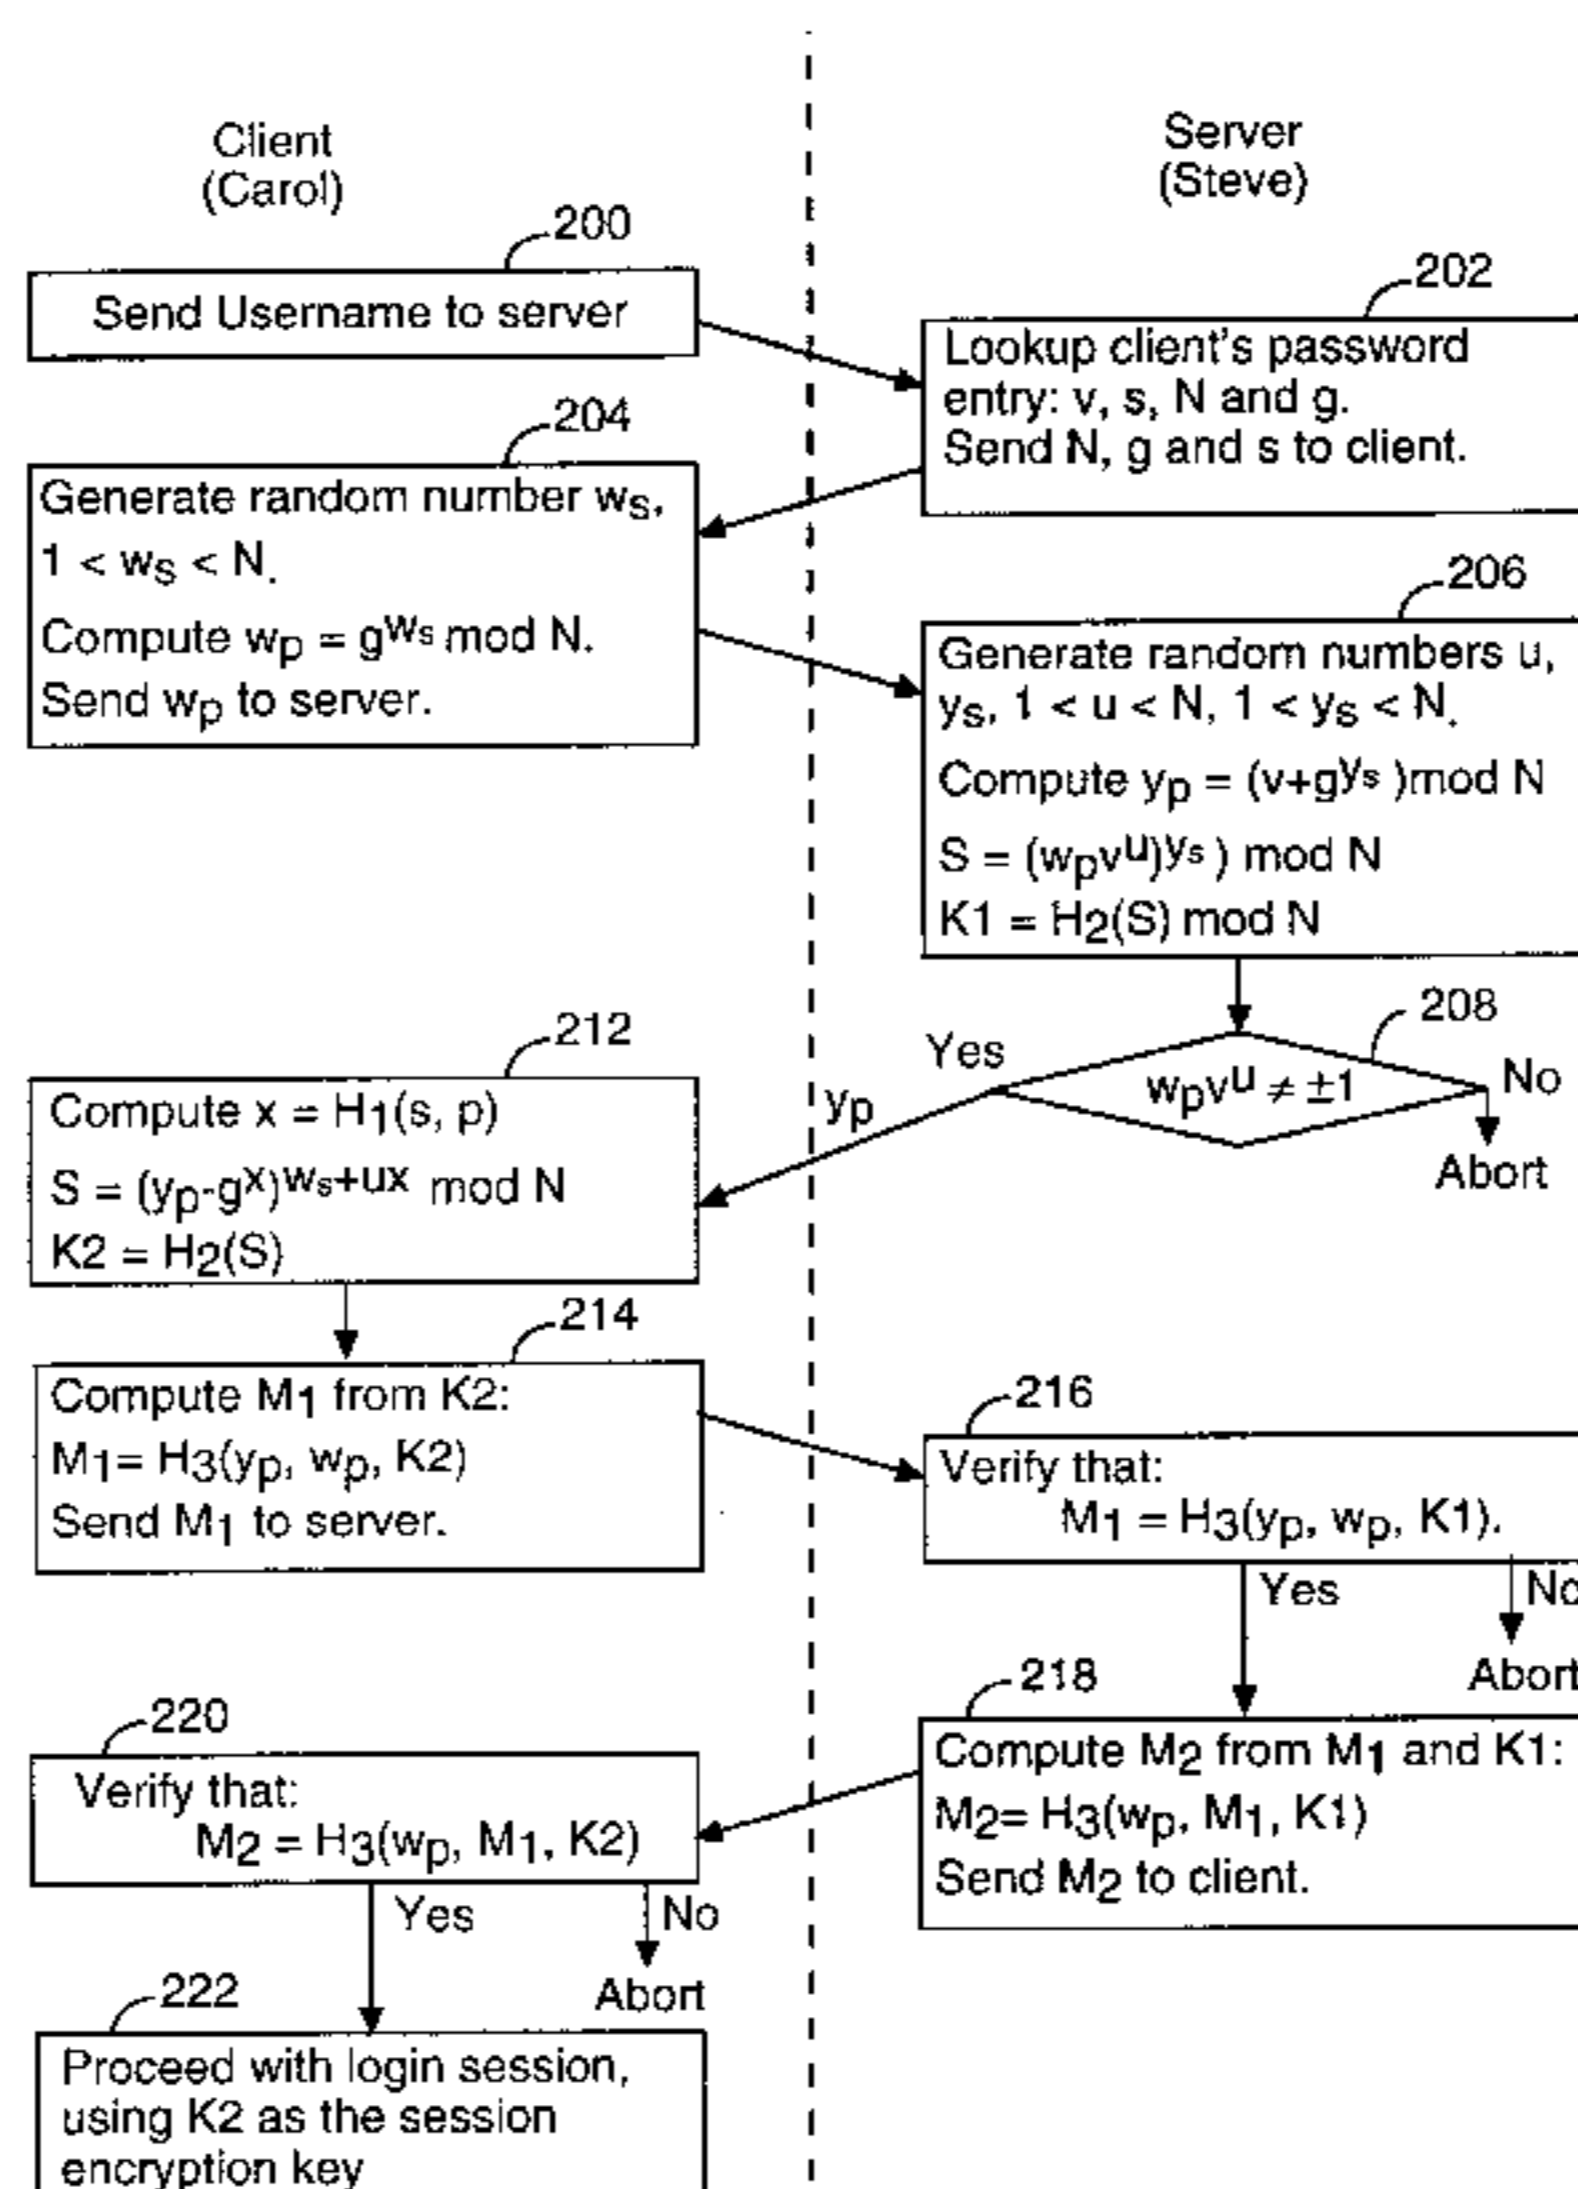 Client
(Carol)
Server
(Steve)
200
Send Username to server
202
Lookup client's password
entry: v, s, N and g.
Send N, g and s to client.
204
Generate random number wₛ,
1 < wₛ < N.
Compute wₚ = g^wₛ mod N.
Send wₚ to server.
206
Generate random numbers u,
yₛ, 1 < u < N, 1 < yₛ < N.
Compute yₚ = (v+g^yₛ )mod N
S = (wₚv^u)^yₛ ) mod N
K1 = H₂(S) mod N
208
wₚv^u ≠ ±1
Yes
No
Abort
yₚ
212
Compute x = H₁(s, p)
S = (yₚ-g^x)^wₛ+ux mod N
K2 = H₂(S)
214
Compute M₁ from K2:
M₁= H₃(yₚ, wₚ, K2)
Send M₁ to server.
216
Verify that:
M₁ = H₃(yₚ, wₚ, K1).
Yes
No
Abort
218
Compute M₂ from M₁ and K1:
M₂= H₃(wₚ, M₁, K1)
Send M₂ to client.
220
Verify that:
M₂ = H₃(wₚ, M₁, K2)
Yes
No
Abort
222
Proceed with login session,
using K2 as the session
encryption key